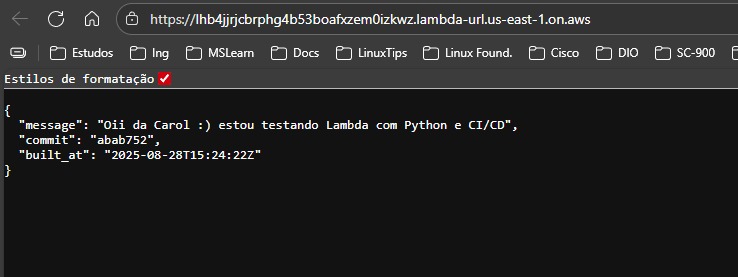 https://lhb4jjrjcbrphg4b53boafxzem0izkwz.lambda-url.us-east-1.on.aws
Estudos Ing MSLearn Docs LinuxTips Linux Found. Cisco DIO SC-900
Estilos de formatação
{
"message": "Oii da Carol :) estou testando Lambda com Python e CI/CD",
"commit": "abab752",
"built_at": "2025-08-28T15:24:22Z"
}